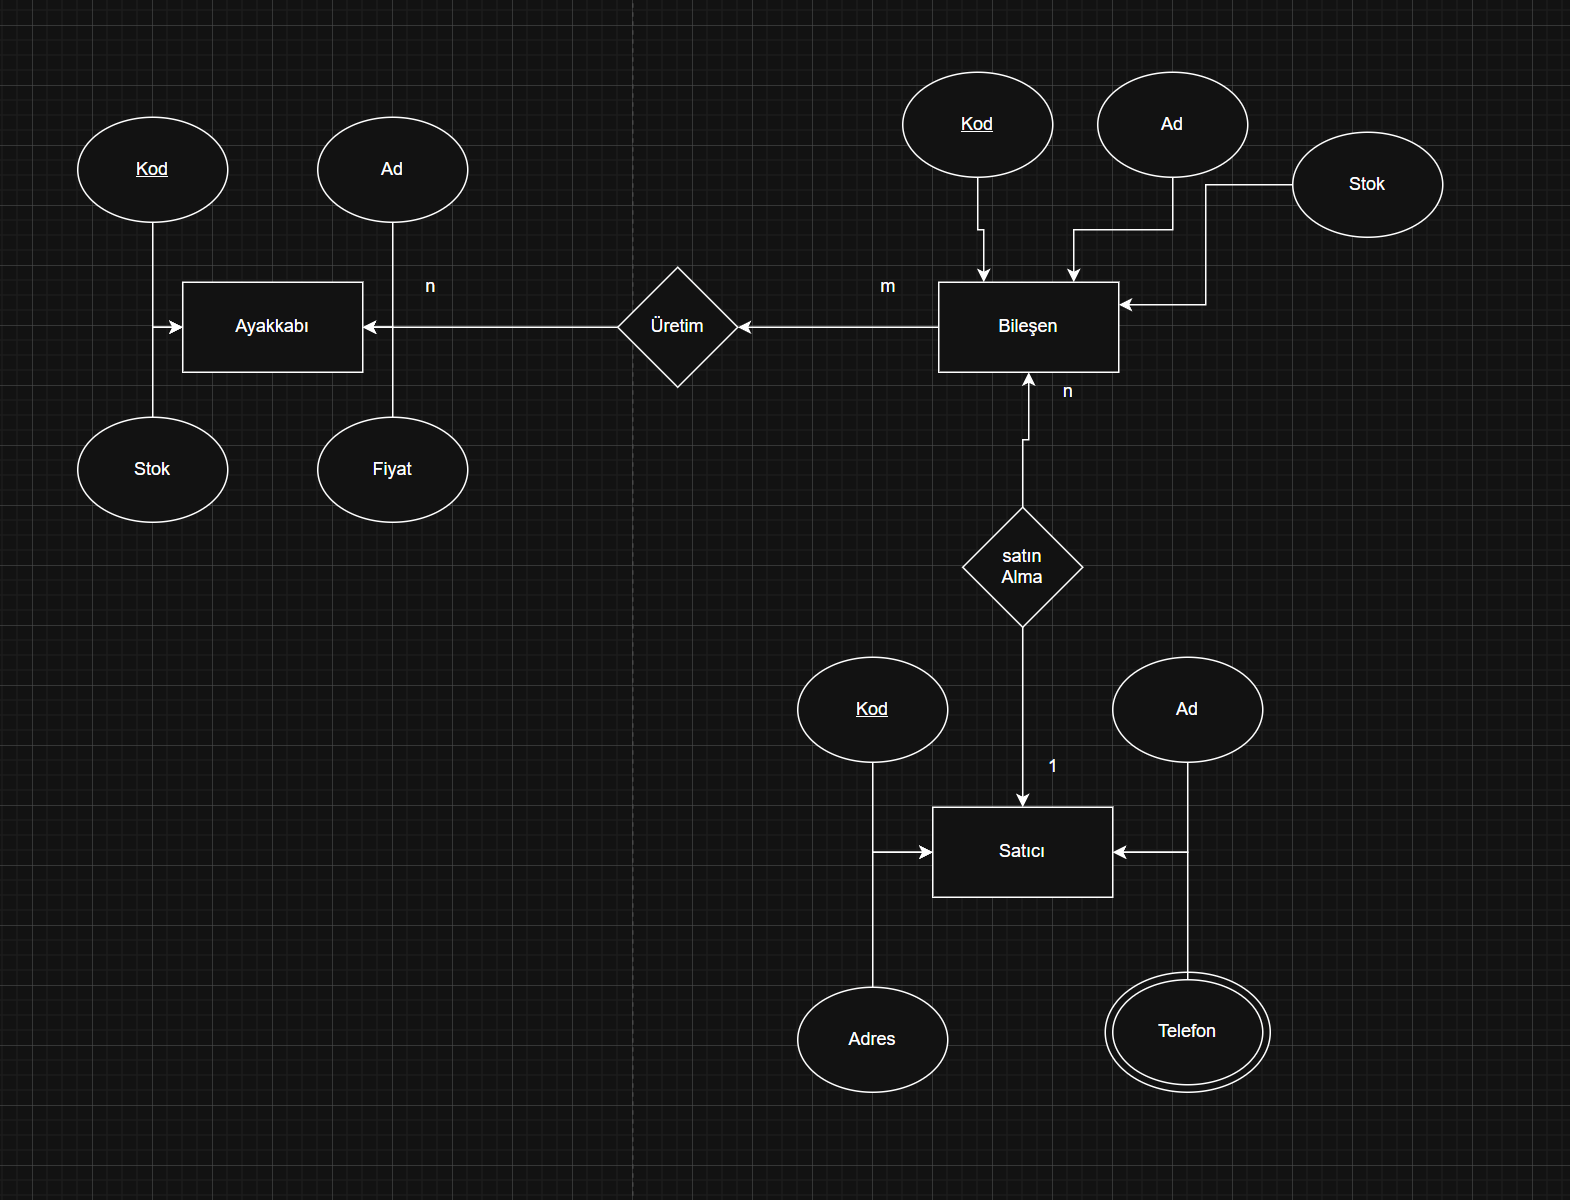 Kod
Ad
Stok
Kod
Ad
n
m
Ayakkabı
Üretim
Bileşen
n
Stok
Fiyat
satın
Alma
Kod
Ad
1
Satıcı
Adres
Telefon